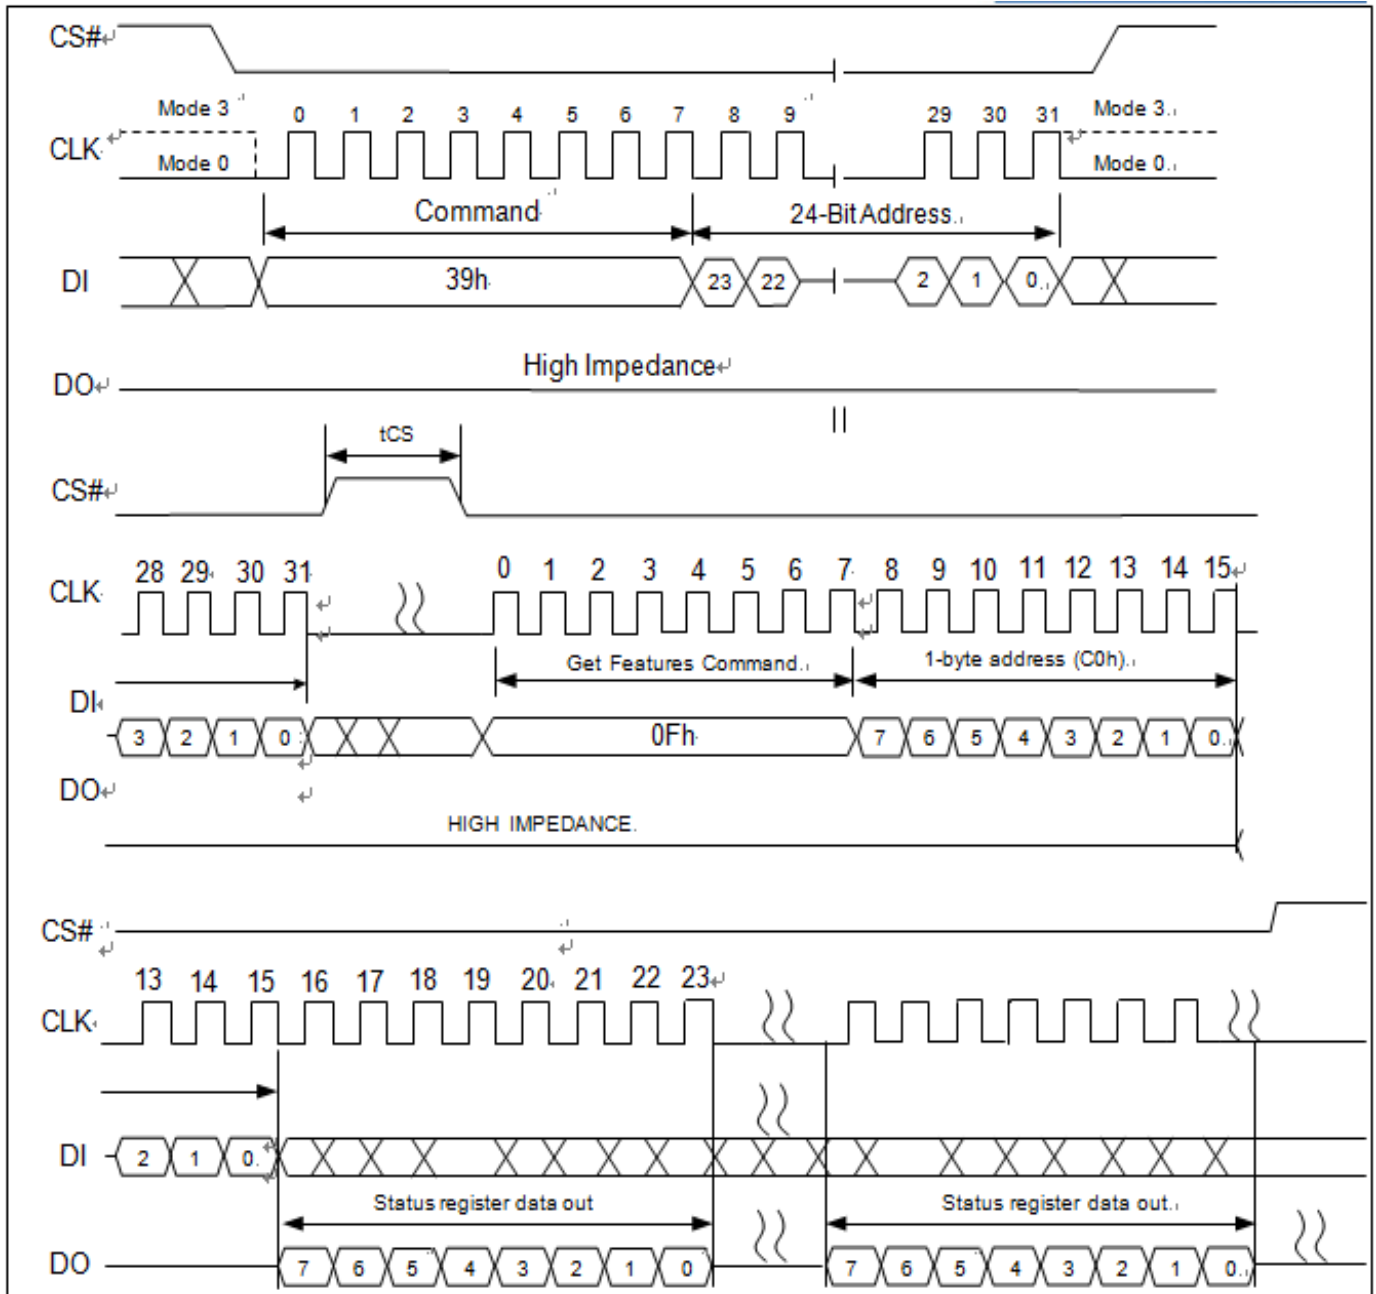 CS#
Mode 3
0 1 2 3 4 5 6 7 8 9 29 30 31
Mode 3
CLK
Mode 0
Mode 0
Command
24-Bit Address
DI
39h
23 22 2 1 0
High Impedance
DO
tCS
CS#
28 29 30 31 0 1 2 3 4 5 6 7 8 9 10 11 12 13 14 15
CLK
Get Features Command
1-byte address (C0h)
DI
3 2 1 0
0Fh
7 6 5 4 3 2 1 0
DO
HIGH IMPEDANCE
CS#
13 14 15 16 17 18 19 20 21 22 23
CLK
DI
2 1 0
Status register data out
Status register data out
DO
7 6 5 4 3 2 1 0
7 6 5 4 3 2 1 0